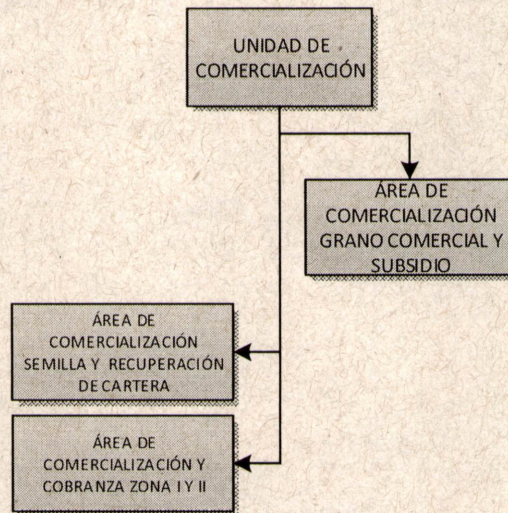 UNIDAD DE
COMERCIALIZACIÓN
ÁREA DE
COMERCIALIZACIÓN
GRANO COMERCIAL Y
SUBSIDIO
ÁREA DE
COMERCIALIZACIÓN
SEMILLA Y RECUPERACIÓN
DE CARTERA
ÁREA DE
COMERCIALIZACIÓN Y
COBRANZA ZONA I Y II